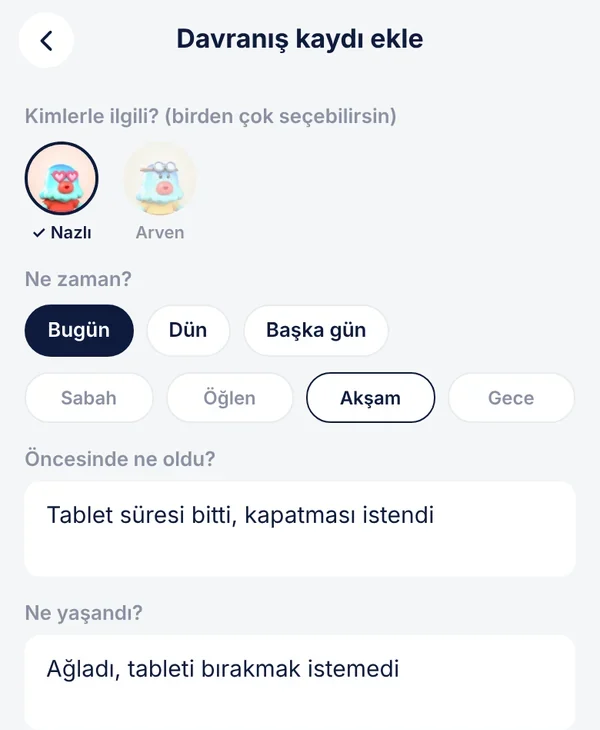 Davranış kaydı ekle
Kimlerle ilgili? (birden çok seçebilirsin)
✓ Nazlı
Arven
Ne zaman?
Bugün
Dün
Başka gün
Sabah
Öğlen
Akşam
Gece
Öncesinde ne oldu?
Tablet süresi bitti, kapatması istendi
Ne yaşandı?
Ağladı, tableti bırakmak istemedi